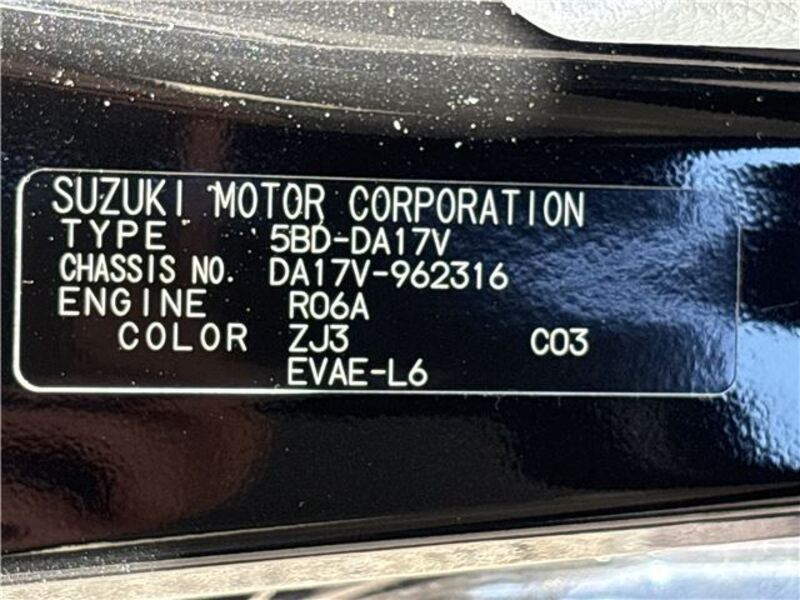 SUZUKI MOTOR CORPORATION
TYPE 5BD-DA17V
CHASSIS NO. DA17V-962316
ENGINE R06A
COLOR ZJ3 C03
EVAE-L6